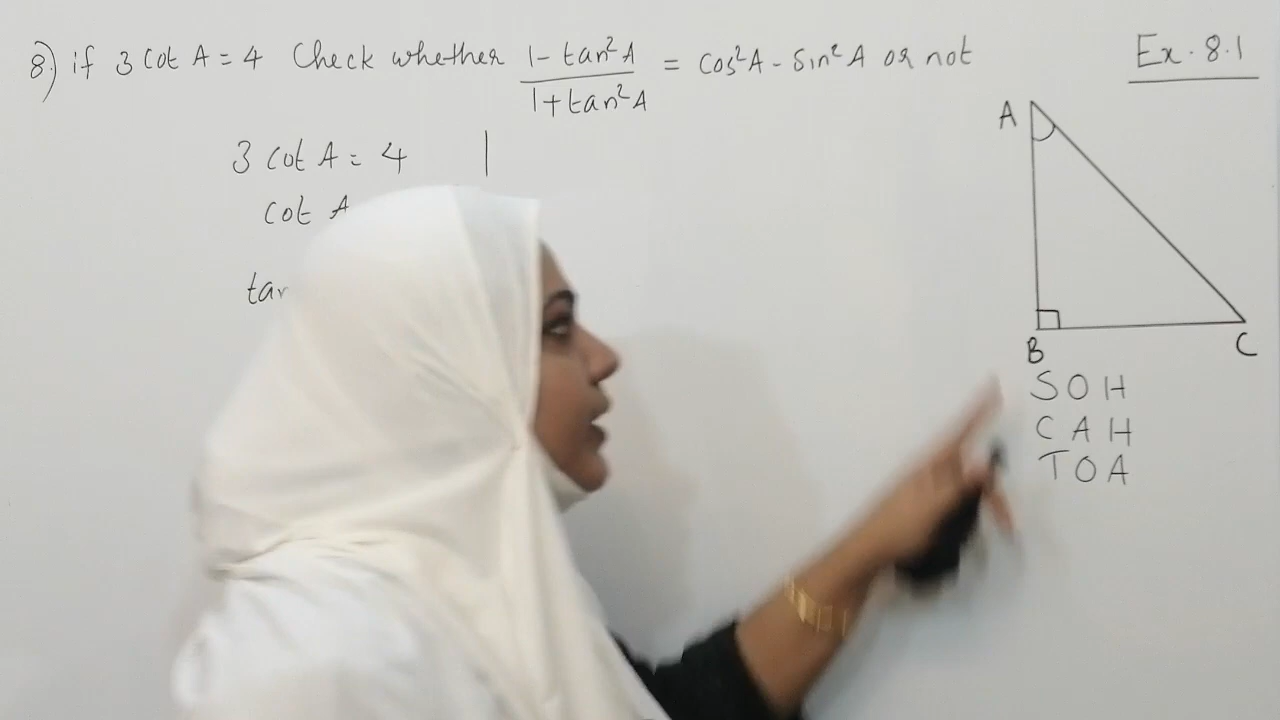 8.) if 3 cot A = 4 Check whether (1 - tan²A)/(1 + tan²A) = cos²A - sin²A or not
Ex. 8.1
3 cot A = 4
cot A
A
B
C
SOH
CAH
TOA